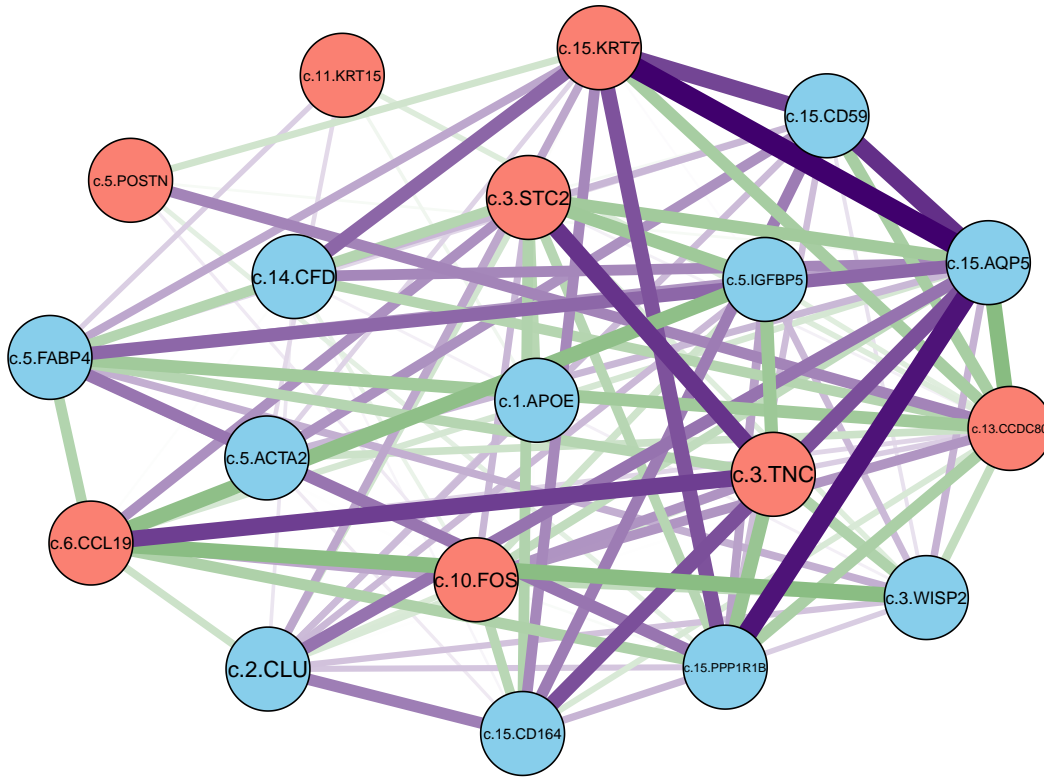 c.15.KRT7
c.11.KRT15
c.15.CD59
c.5.POSTN
c.3.STC2
c.15.AQP5
c.14.CFD
c.5.IGFBP5
c.5.FABP4
c.1.APOE
c.13.CCDC80
c.5.ACTA2
c.3.TNC
c.6.CCL19
c.10.FOS
c.3.WISP2
c.2.CLU
c.15.PPP1R1B
c.15.CD164